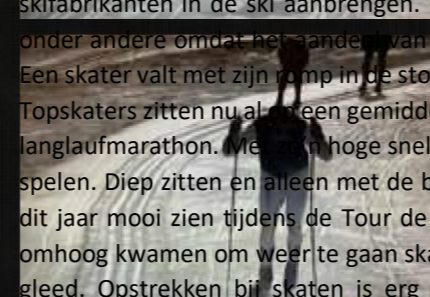 skifabrikanten in de ski aanbrengen.
onder andere omdat het aandeel van
Een skater valt met zijn romp in de sto
Topskaters zitten nu al op een gemidde
langlaufmarathon. Met zo'n hoge snel
spelen. Diep zitten en alleen met de b
dit jaar mooi zien tijdens de Tour de
omhoog kwamen om weer te gaan ska
gleed. Opstrekken bij skaten is erg